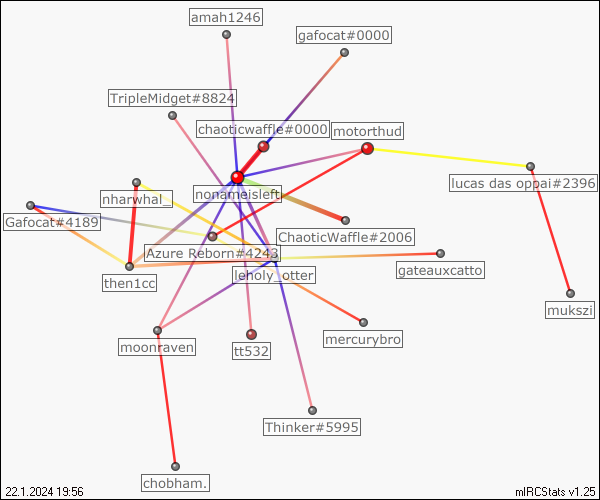 amah1246
gafocat#0000
TripleMidget#8824
chaoticwaffle#0000
motorthud
lucas das oppai#2396
nharwhal_
nonameisleft
Gafocat#4189
ChaoticWaffle#2006
Azure Reborn#4243
leholy_otter
gateauxcatto
then1cc
mukszi
moonraven
tt532
mercurybro
Thinker#5995
chobham.
22.1.2024 19:56
mIRCStats v1.25